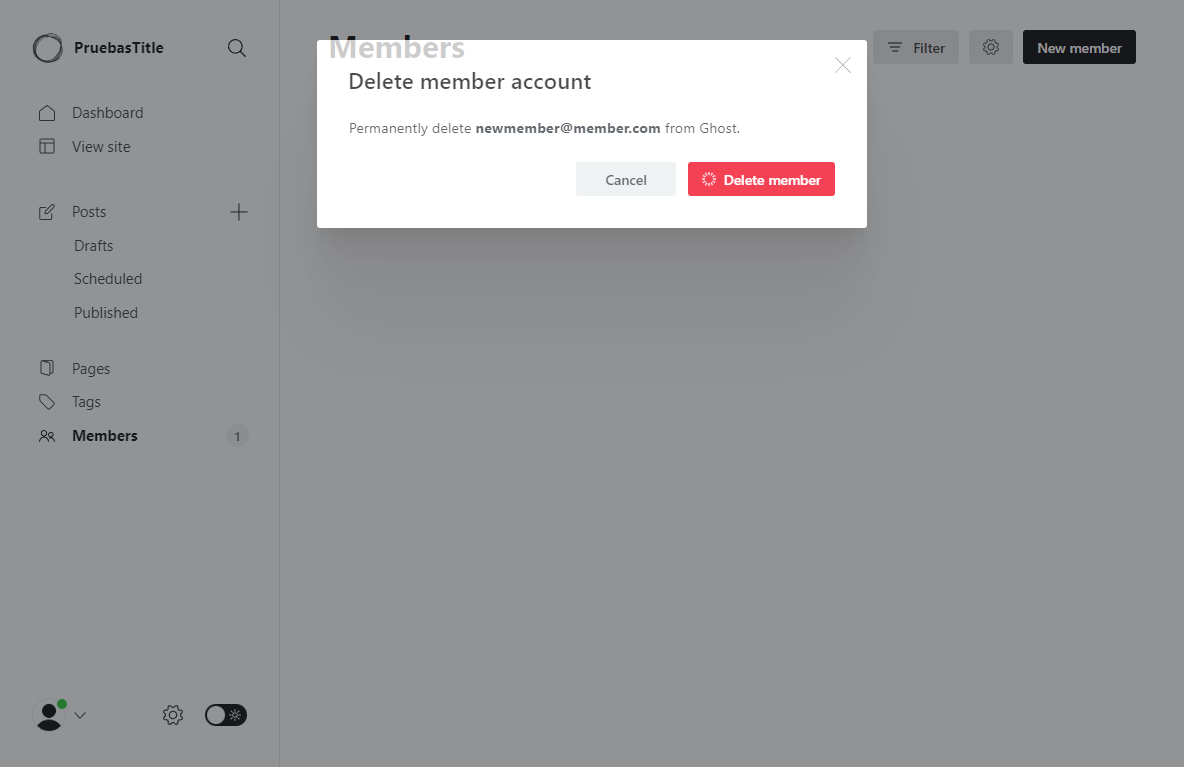 PruebasTitle
Dashboard
View site
Posts
Drafts
Scheduled
Published
Pages
Tags
Members 1
Members
Filter
New member
Delete member account
Permanently delete newmember@member.com from Ghost.
Cancel
Delete member